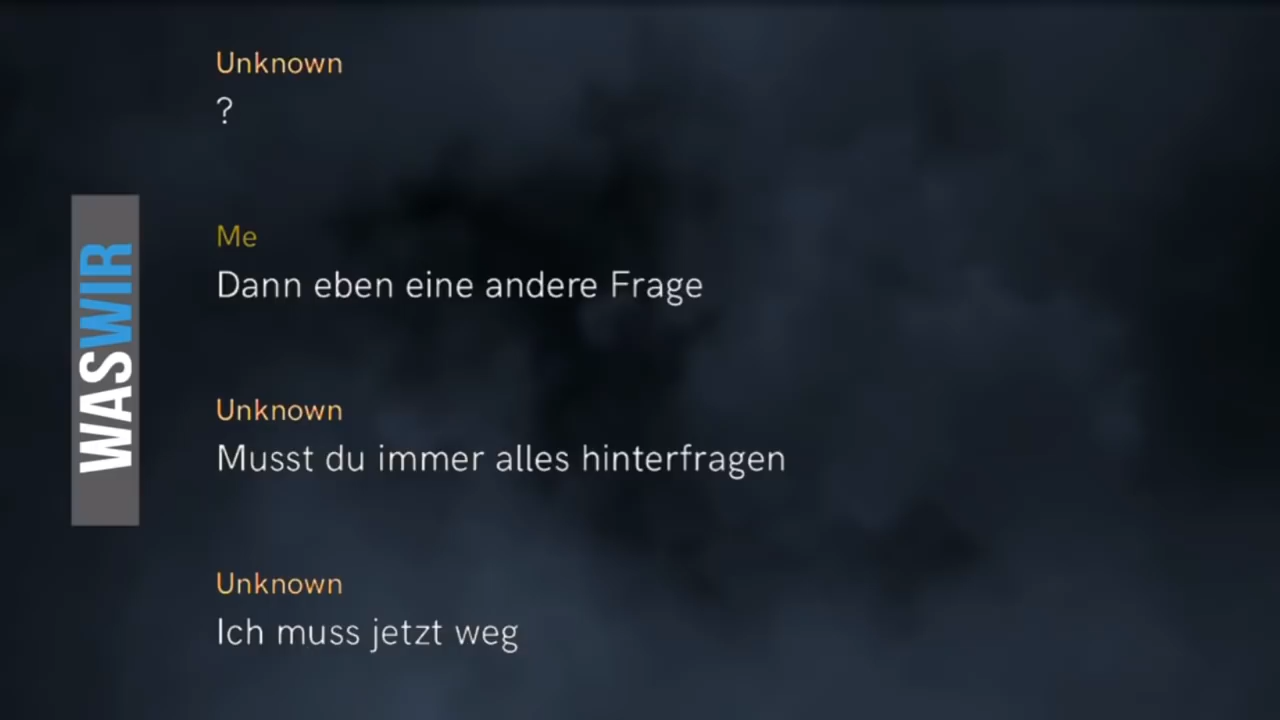 Unknown
?
WASWIR
Me
Dann eben eine andere Frage
Unknown
Musst du immer alles hinterfragen
Unknown
Ich muss jetzt weg